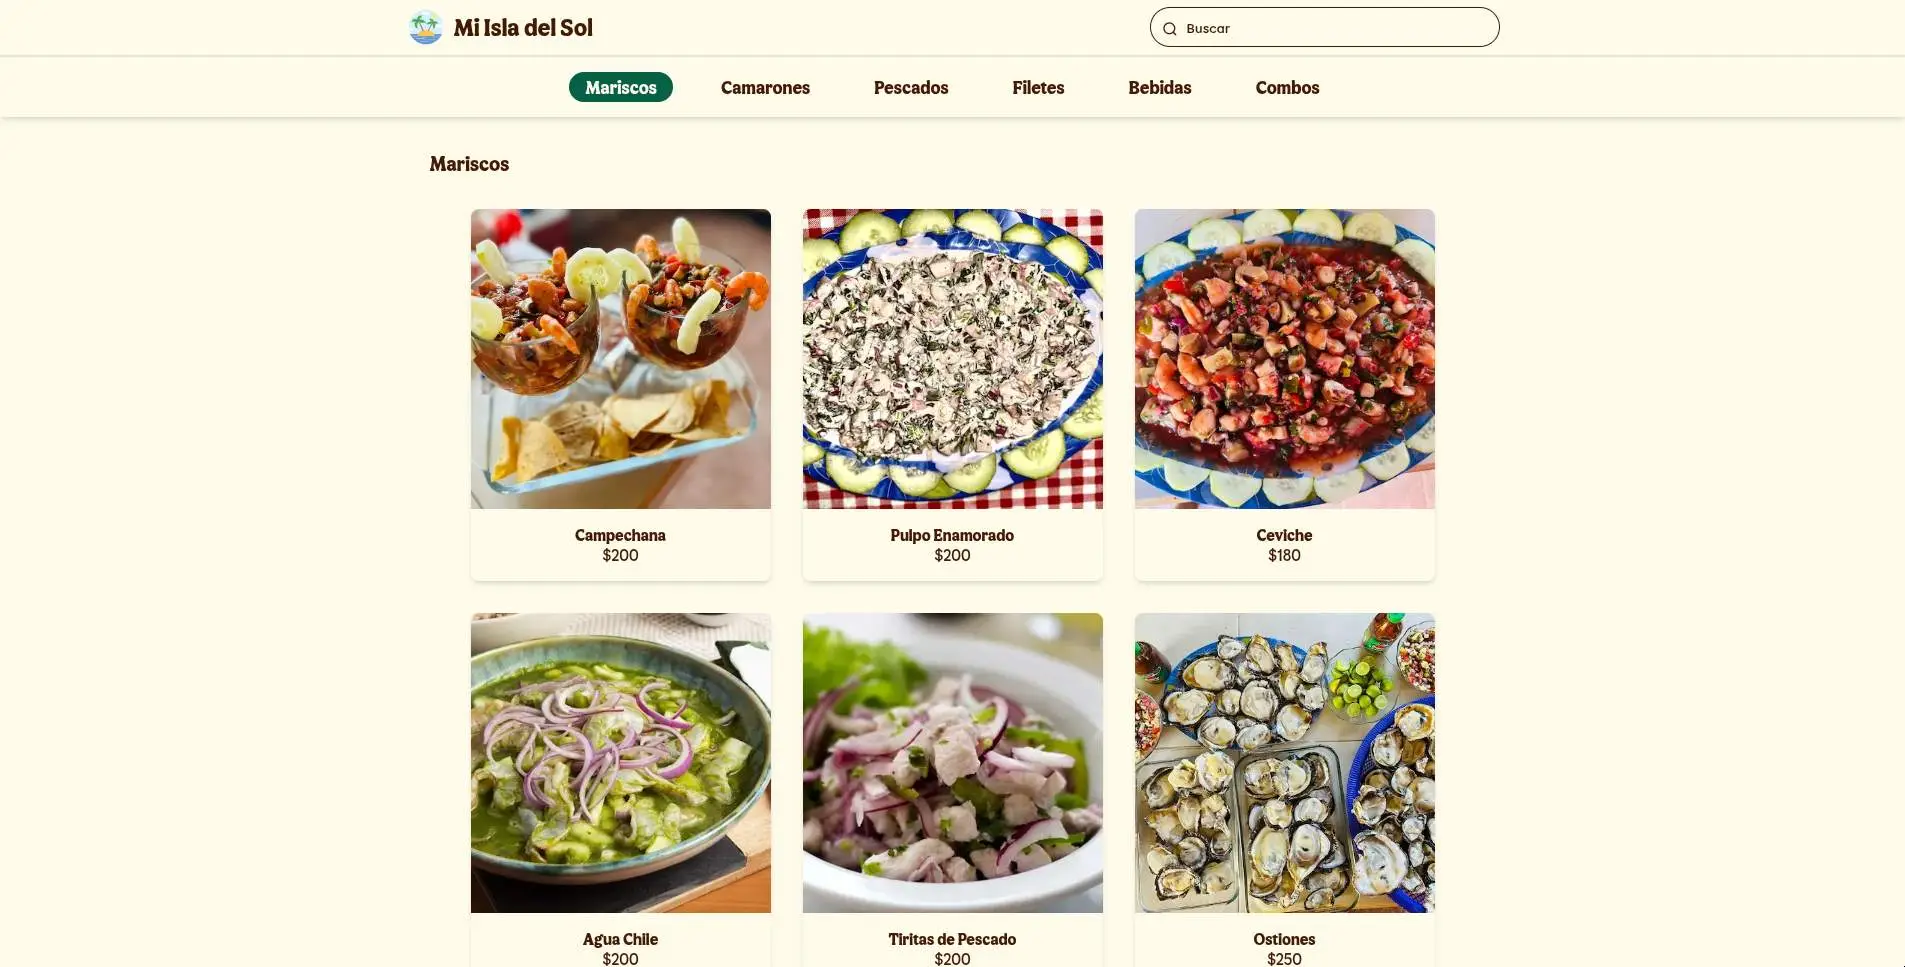 Mi Isla del Sol
Buscar
Mariscos
Camarones
Pescados
Filetes
Bebidas
Combos
Mariscos
Campechana
$200
Pulpo Enamorado
$200
Ceviche
$180
Agua Chile
$200
Tiritas de Pescado
$200
Ostiones
$250